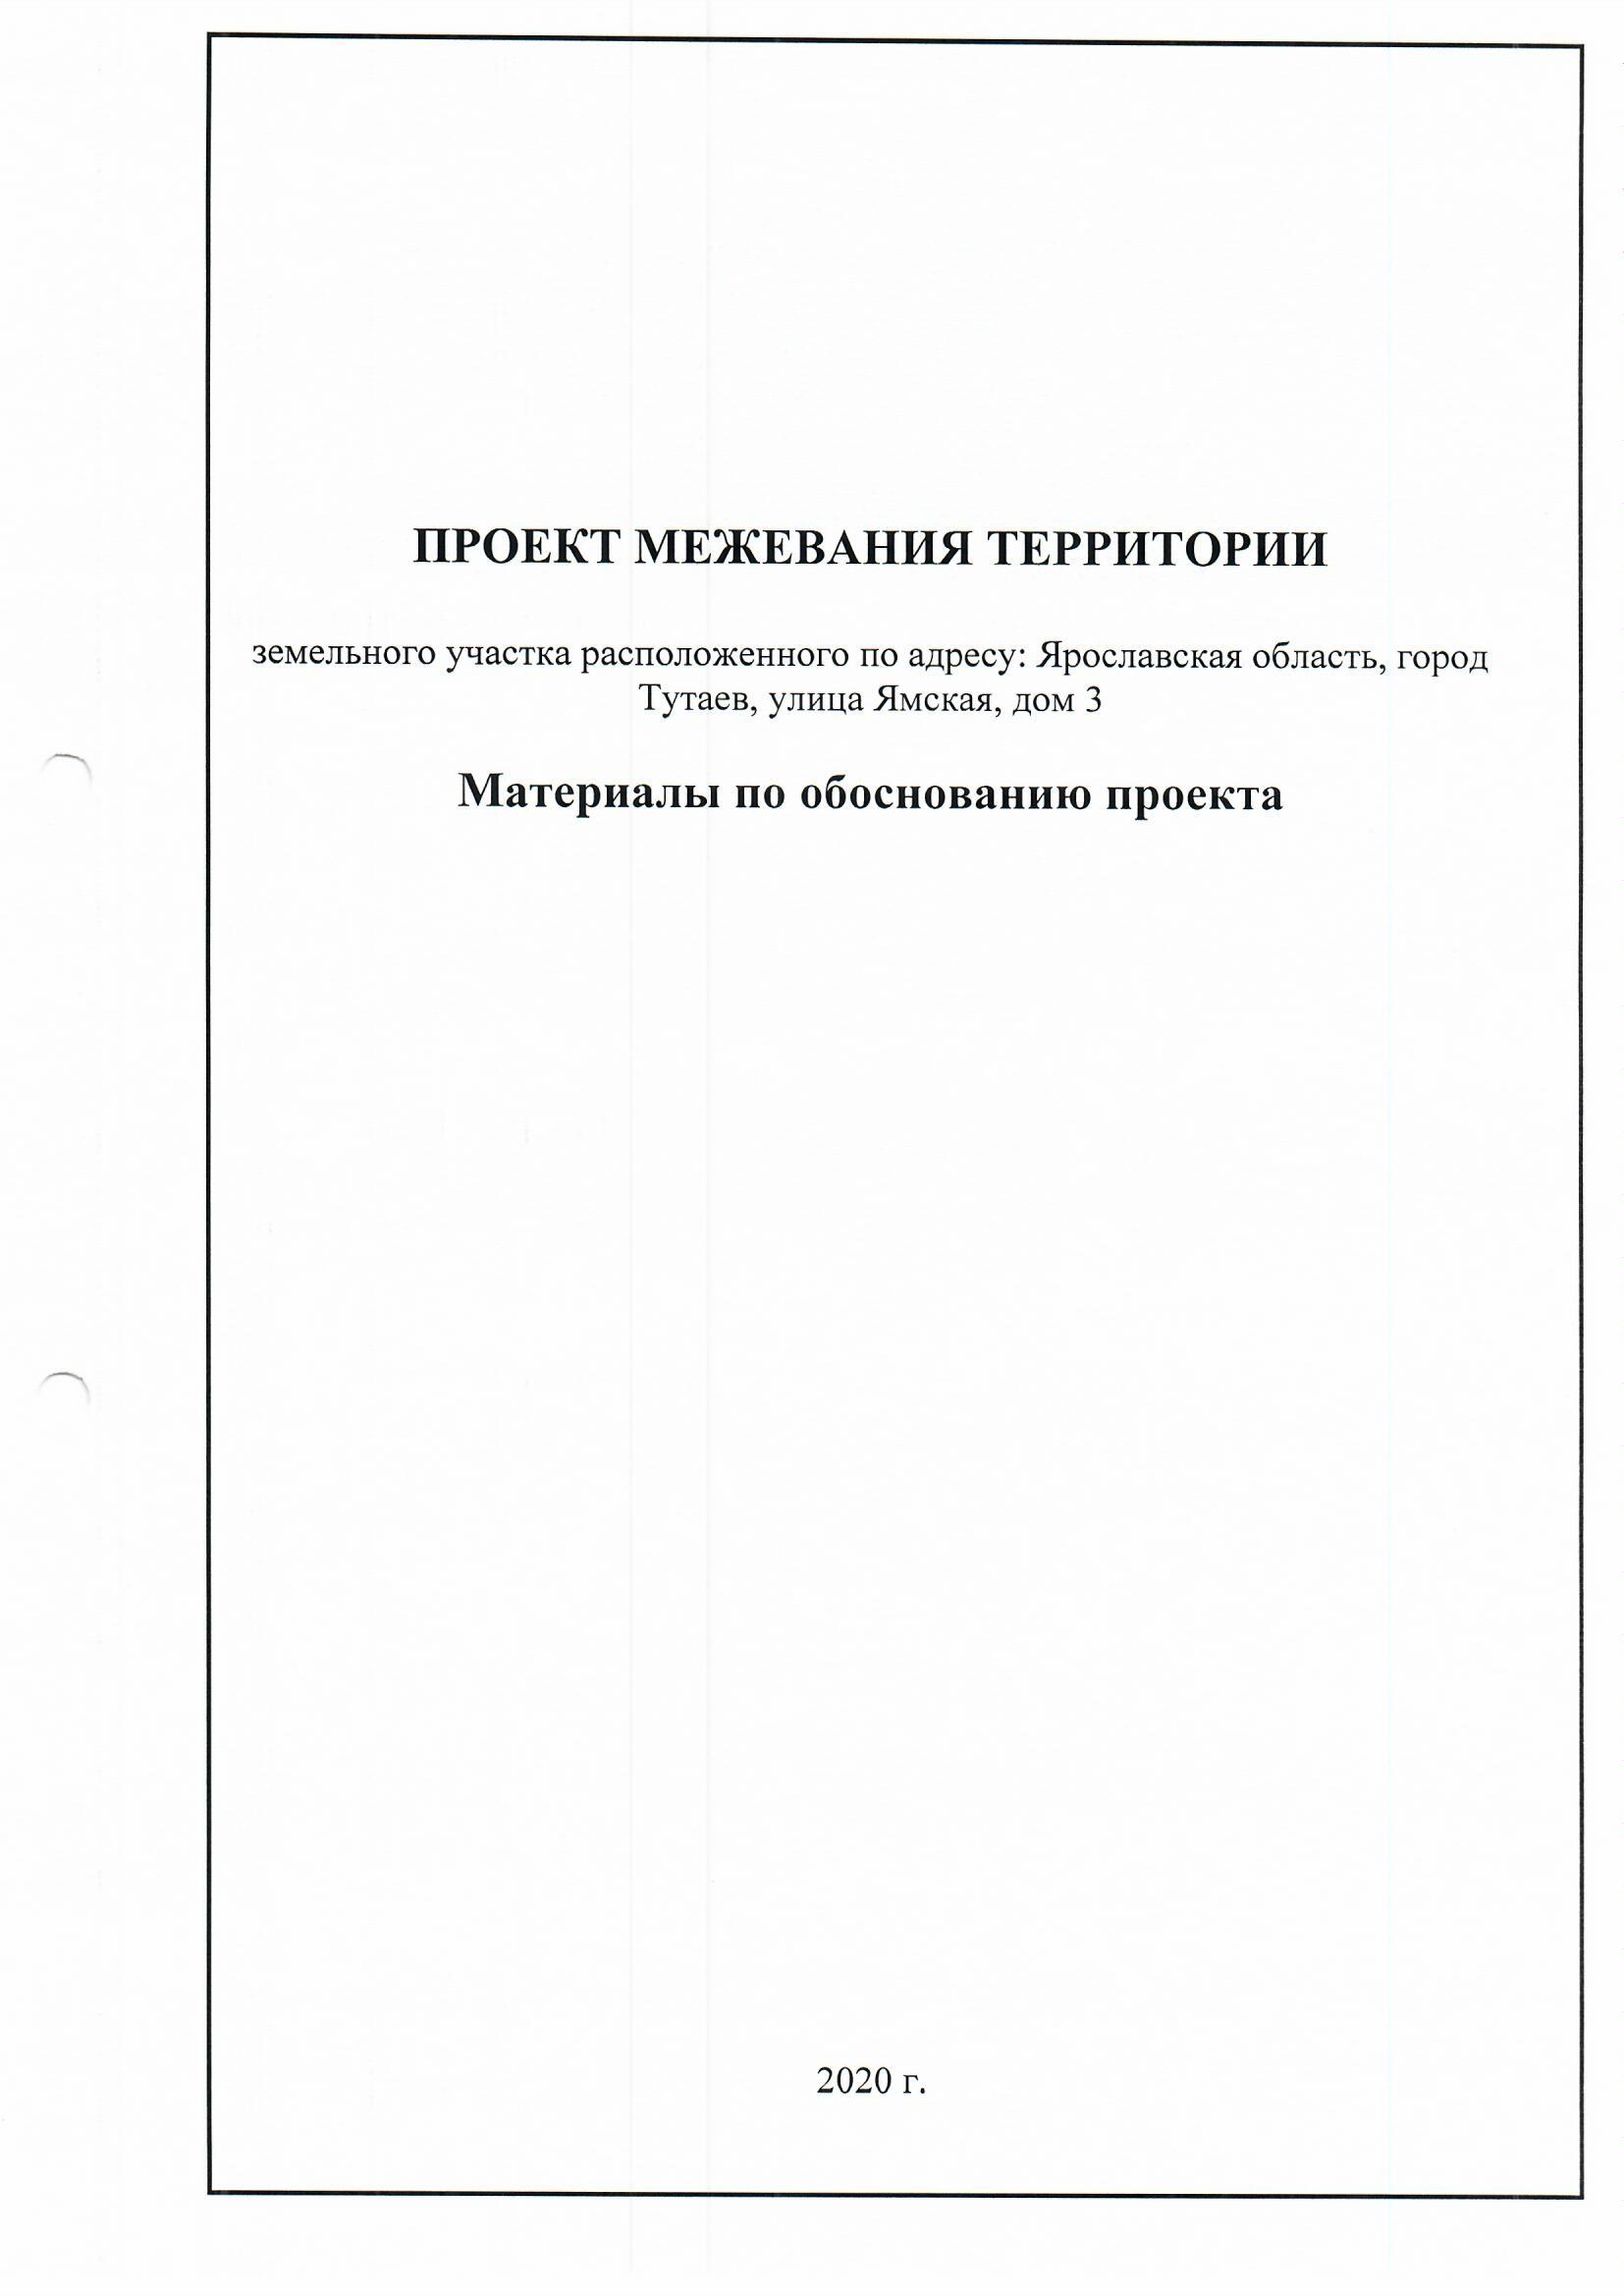 ПРОЕКТ МЕЖЕВАНИЯ ТЕРРИТОРИИ
земельного участка расположенного по адресу: Ярославская область, город
Тутаев, улица Ямская, дом 3
Материалы по обоснованию проекта
2020 г.